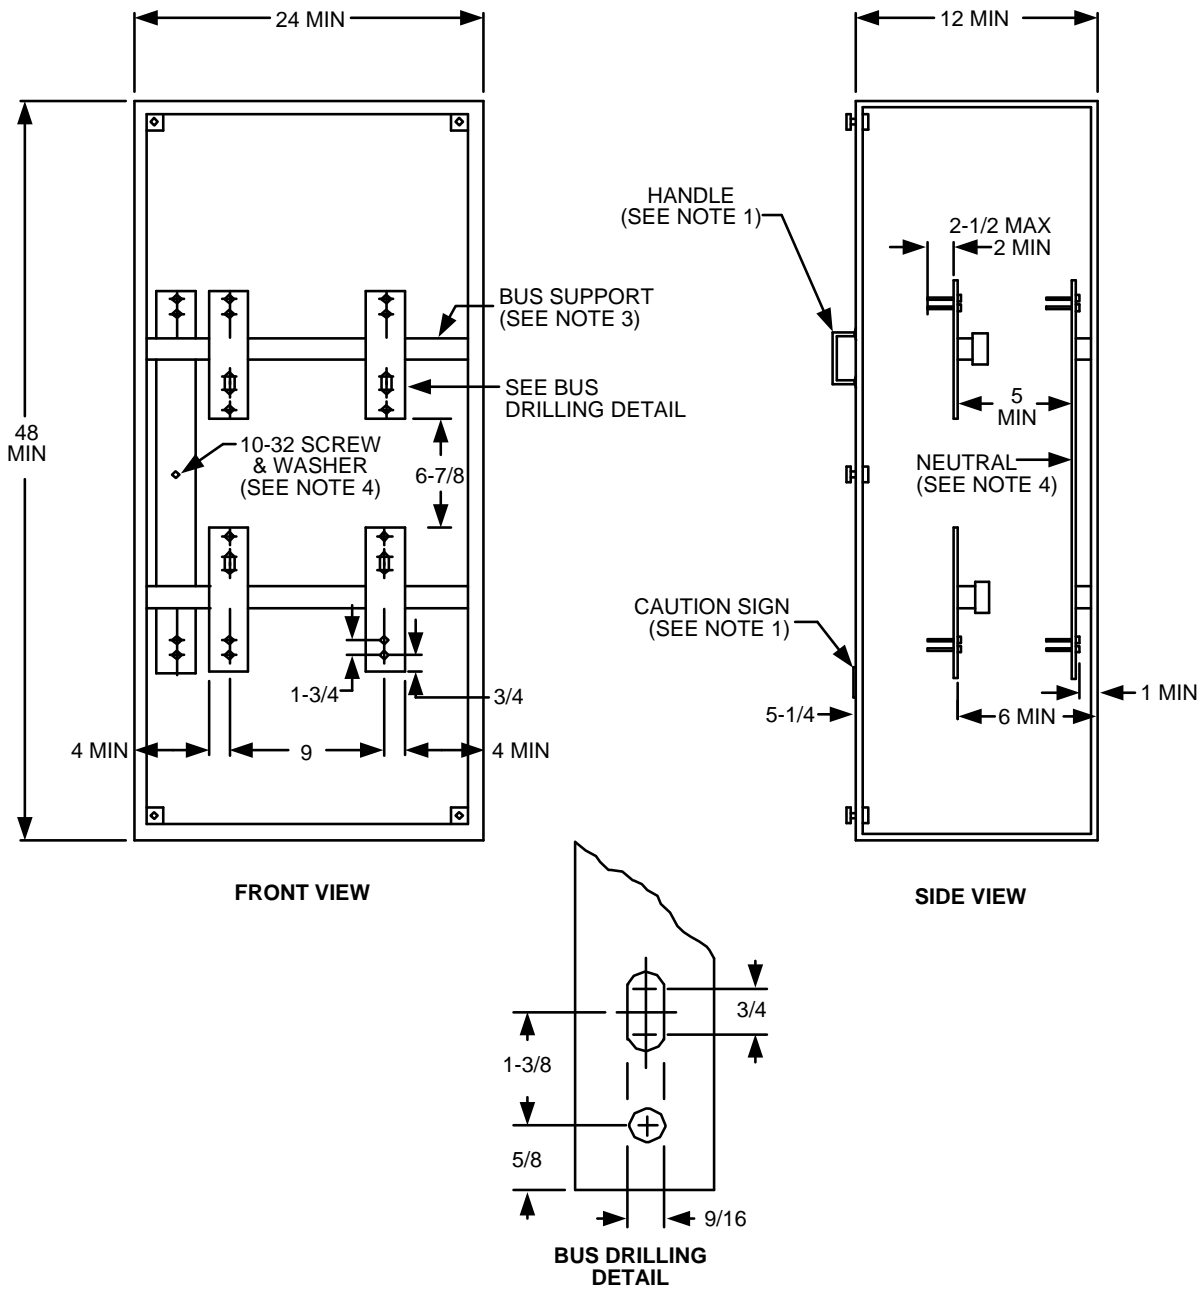 24 MIN
12 MIN
HANDLE
(SEE NOTE 1)
2-1/2 MAX
2 MIN
BUS SUPPORT
(SEE NOTE 3)
SEE BUS
DRILLING DETAIL
5
MIN
48
MIN
10-32 SCREW
& WASHER
(SEE NOTE 4)
6-7/8
NEUTRAL
(SEE NOTE 4)
CAUTION SIGN
(SEE NOTE 1)
1-3/4
3/4
1 MIN
5-1/4
6 MIN
4 MIN
9
4 MIN
FRONT VIEW
SIDE VIEW
3/4
1-3/8
5/8
9/16
BUS DRILLING
DETAIL